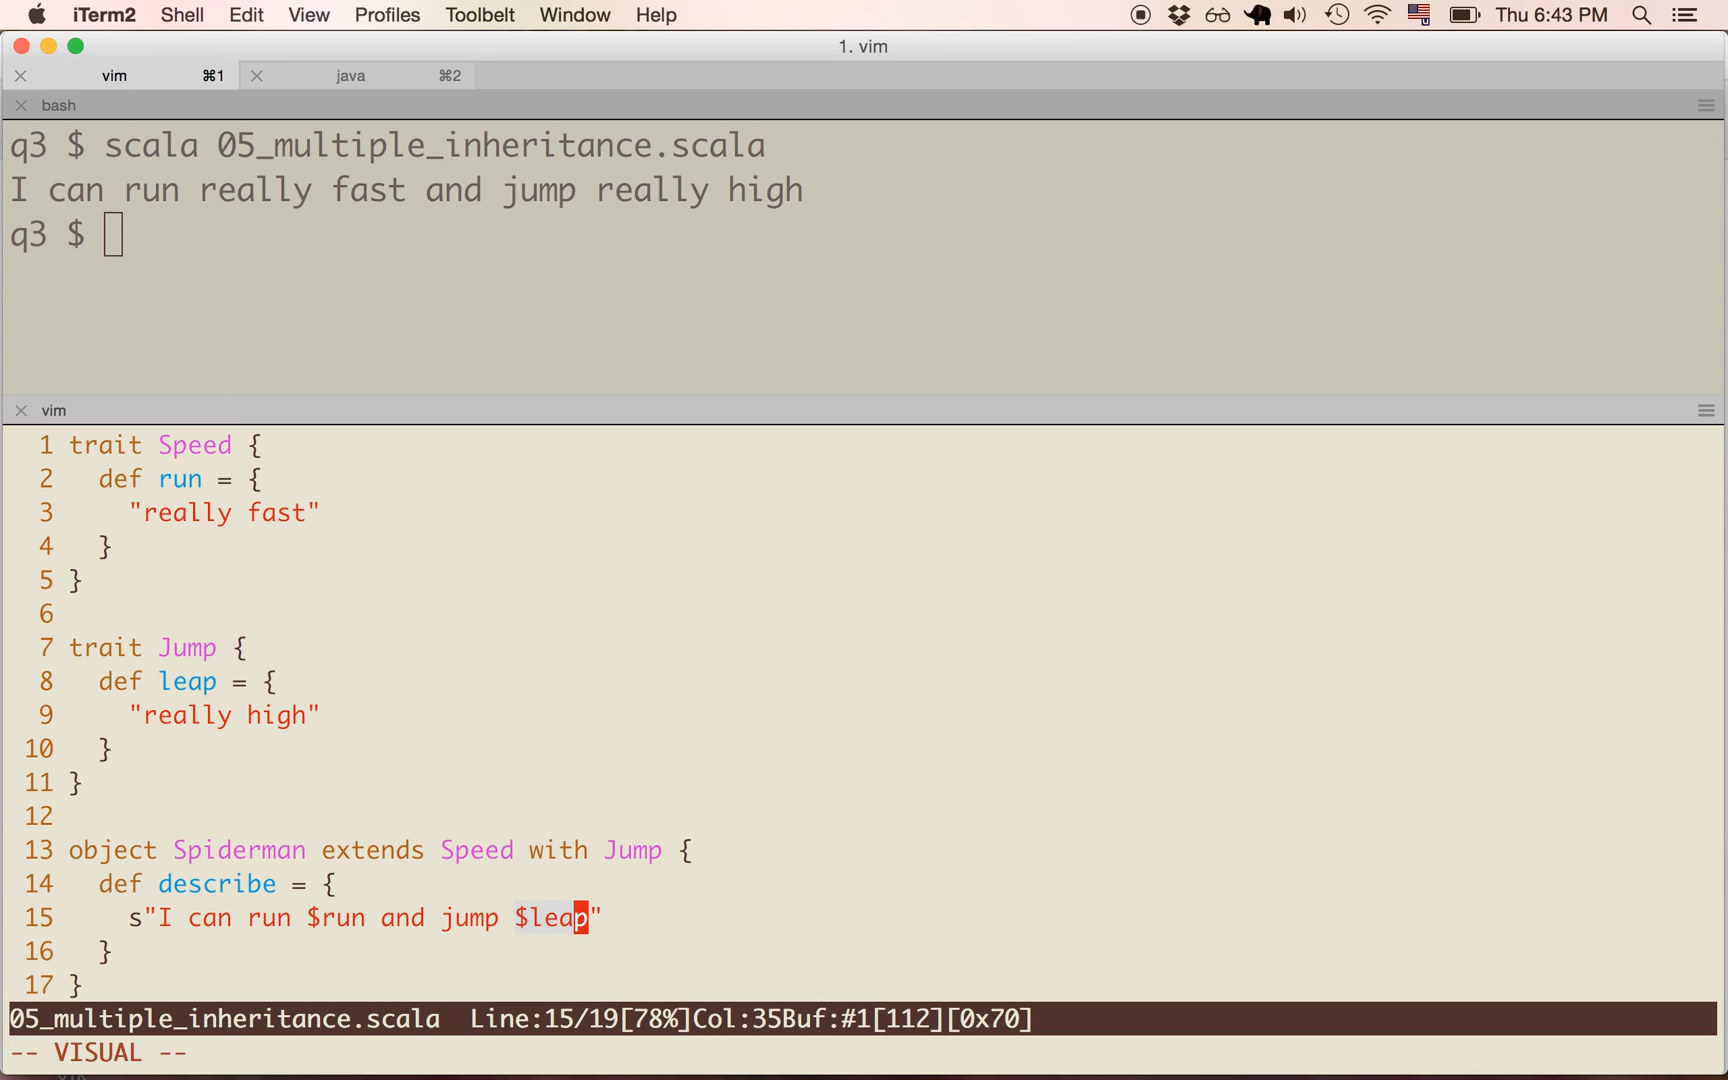 iTerm2 Shell Edit View Profiles Toolbelt Window Help Thu 6:43 PM
1. vim
vim ⌘1 java ⌘2
bash
q3 $ scala 05_multiple_inheritance.scala
I can run really fast and jump really high
q3 $
vim
1 trait Speed {
2   def run = {
3     "really fast"
4   }
5 }
6
7 trait Jump {
8   def leap = {
9     "really high"
10   }
11 }
12
13 object Spiderman extends Speed with Jump {
14   def describe = {
15     s"I can run $run and jump $leap"
16   }
17 }
05_multiple_inheritance.scala  Line:15/19[78%]Col:35Buf:#1[112][0x70]
-- VISUAL --